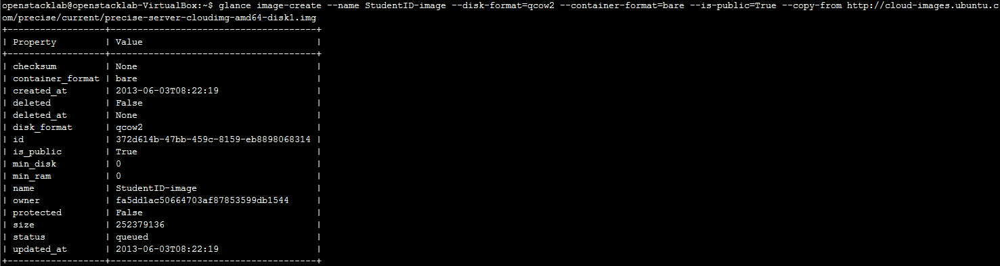 openstacklab@openstacklab-VirtualBox:~$ glance image-create --name StudentID-image --disk-format=qcow2 --container-format=bare --is-public=True --copy-from http://cloud-images.ubuntu.c
om/precise/current/precise-server-cloudimg-amd64-disk1.img
+------------------+--------------------------------------+
| Property         | Value                                |
+------------------+--------------------------------------+
| checksum         | None                                 |
| container_format | bare                                 |
| created_at       | 2013-06-03T08:22:19                  |
| deleted          | False                                |
| deleted_at       | None                                 |
| disk_format      | qcow2                                |
| id               | 372d614b-47bb-459c-8159-eb8898068314 |
| is_public        | True                                 |
| min_disk         | 0                                    |
| min_ram          | 0                                    |
| name             | StudentID-image                      |
| owner            | fa5dd1ac50664703af87853599db1544     |
| protected        | False                                |
| size             | 252379136                            |
| status           | queued                               |
| updated_at       | 2013-06-03T08:22:19                  |
+------------------+--------------------------------------+